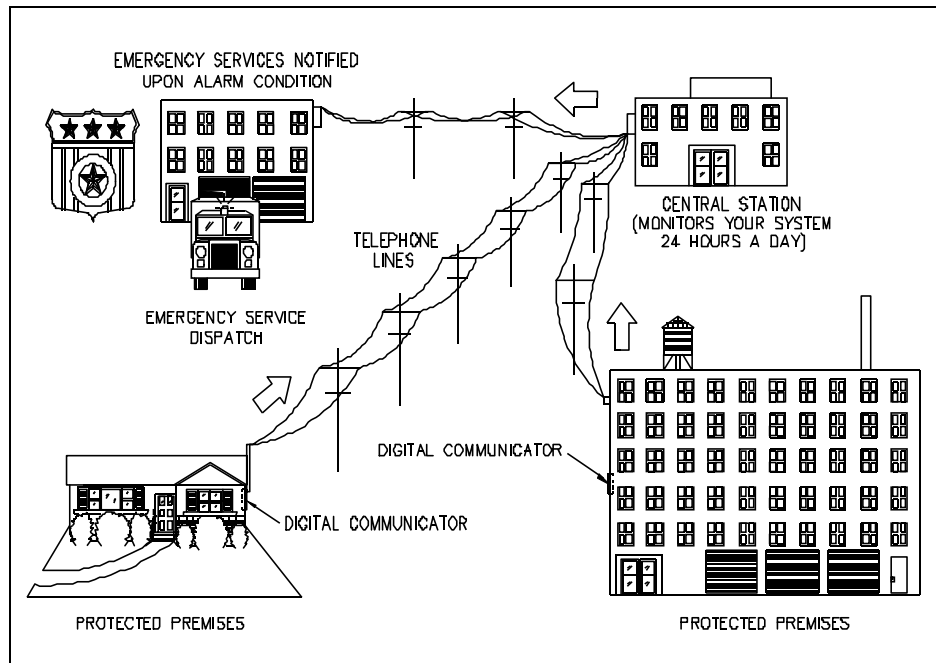 EMERGENCY SERVICES NOTIFIED
UPON ALARM CONDITION
CENTRAL STATION
(MONITORS YOUR SYSTEM
24 HOURS A DAY)
TELEPHONE
LINES
EMERGENCY SERVICE
DISPATCH
DIGITAL COMMUNICATOR
DIGITAL COMMUNICATOR
PROTECTED PREMISES
PROTECTED PREMISES